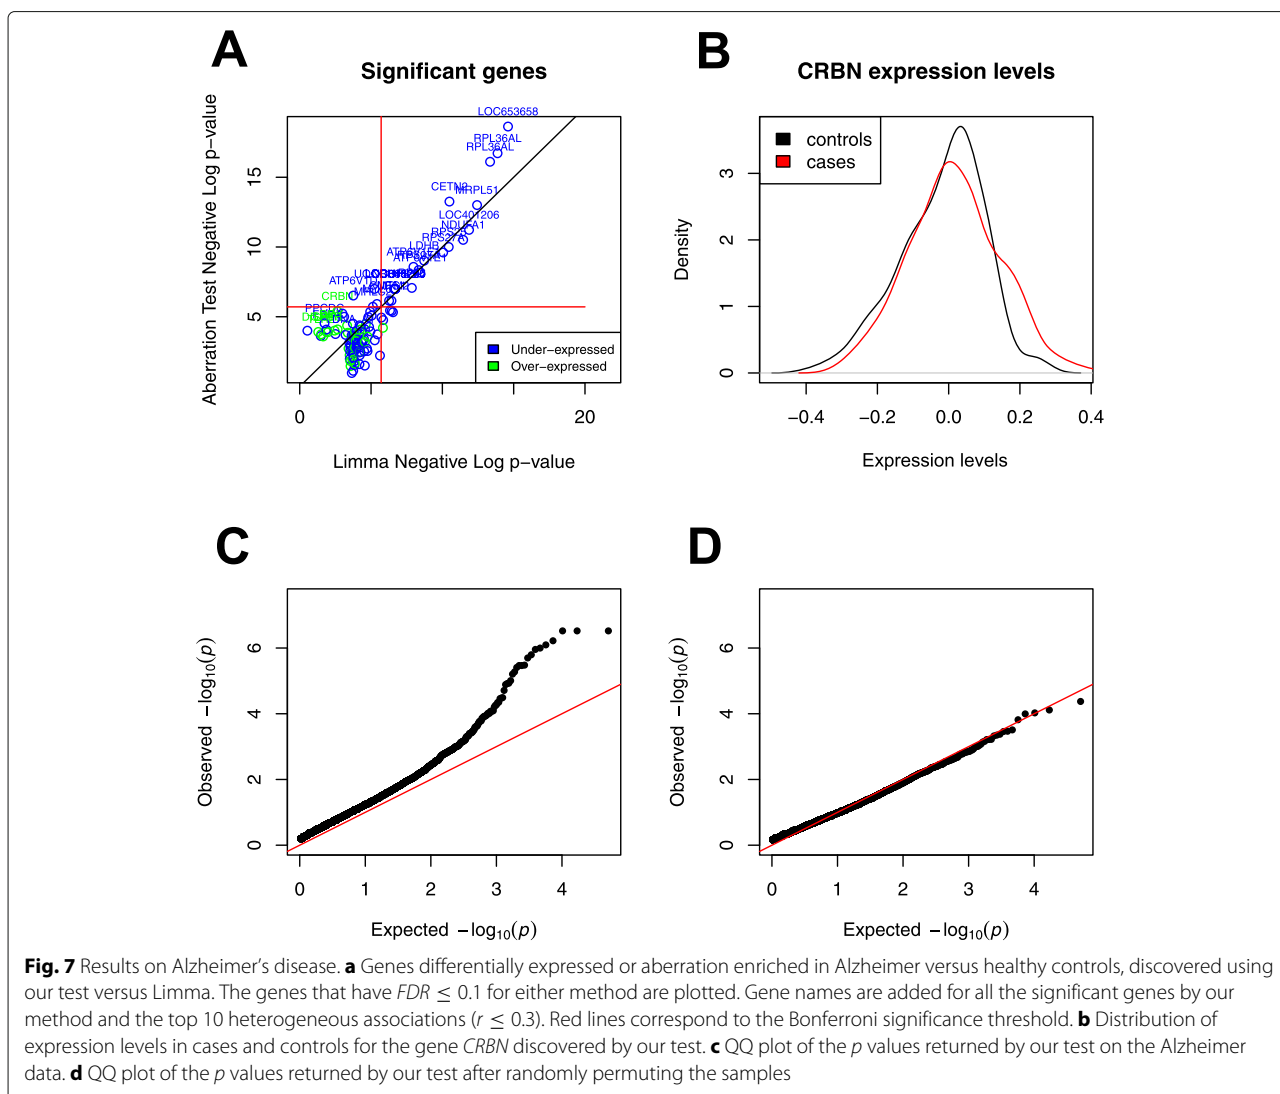 A
Significant genes
Aberration Test Negative Log p−value
15
10
5
LOC653658
RPL36AL
RPL36AL
CETN2
MRPL51
LOC401206
NDUFA1
LDHB
CRBN
Under−expressed
Over−expressed
0
20
Limma Negative Log p−value
B
CRBN expression levels
Density
3
2
1
0
controls
cases
−0.4
−0.2
0.0
0.2
0.4
Expression levels
C
Observed −log10(p)
6
4
2
0
0
1
2
3
4
Expected −log10(p)
D
Observed −log10(p)
6
4
2
0
0
1
2
3
4
Expected −log10(p)
Fig. 7 Results on Alzheimer’s disease. a Genes differentially expressed or aberration enriched in Alzheimer versus healthy controls, discovered using
our test versus Limma. The genes that have FDR ≤ 0.1 for either method are plotted. Gene names are added for all the significant genes by our
method and the top 10 heterogeneous associations (r ≤ 0.3). Red lines correspond to the Bonferroni significance threshold. b Distribution of
expression levels in cases and controls for the gene CRBN discovered by our test. c QQ plot of the p values returned by our test on the Alzheimer
data. d QQ plot of the p values returned by our test after randomly permuting the samples